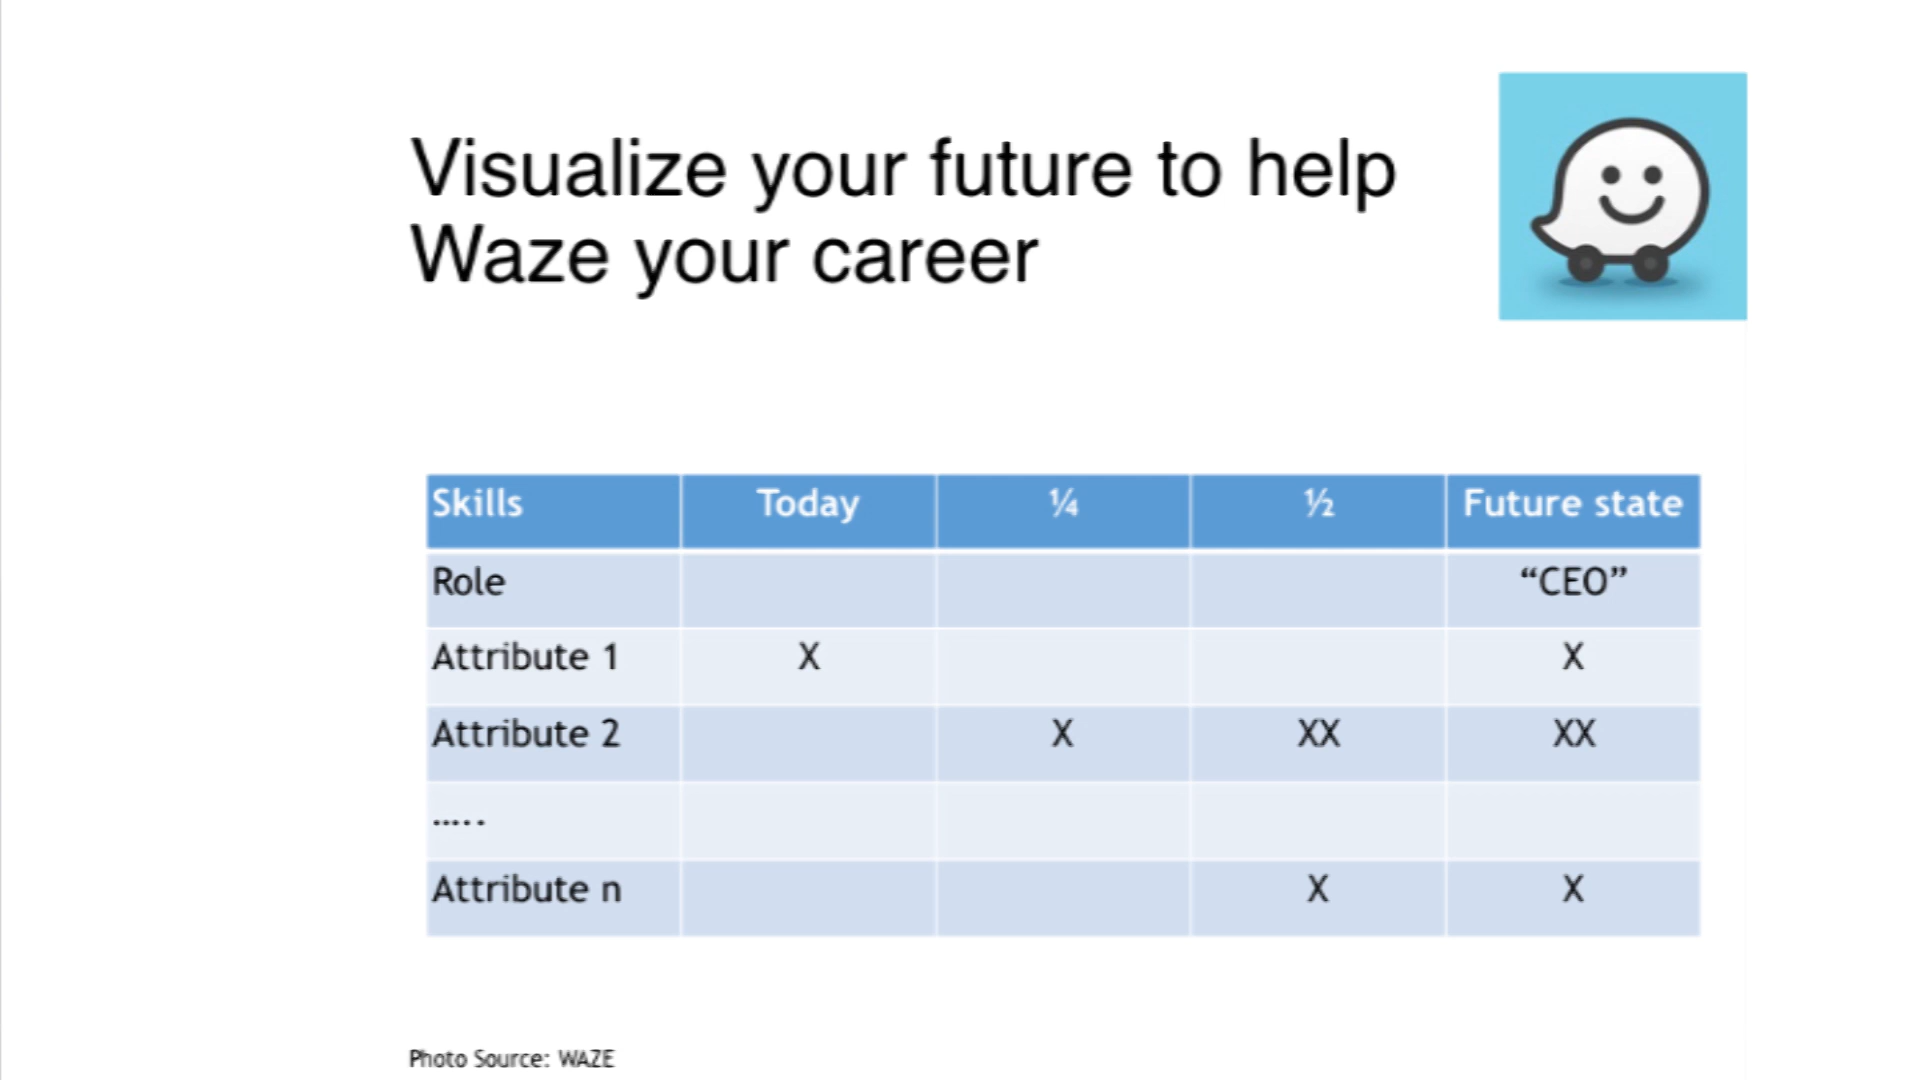 Visualize your future to help
Waze your career
Skills Today ¼ ½ Future state
Role “CEO”
Attribute 1 X X
Attribute 2 X XX XX
.....
Attribute n X X
Photo Source: WAZE